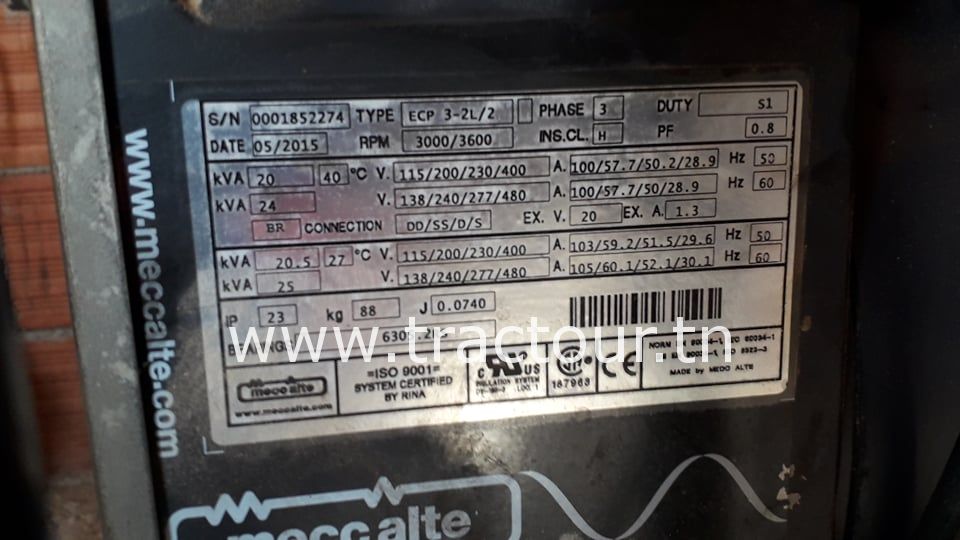 S/N 0001852274 TYPE ECP 3-2L/2 PHASE 3 DUTY S1
DATE 05/2015 RPM 3000/3600 INS.CL. H PF 0.8
kVA 20 40 °C V. 115/200/230/400 A. 100/57.7/50.2/28.9 Hz 50
kVA 24 V. 138/240/277/480 A. 100/57.7/50/28.9 Hz 60
BR CONNECTION DD/SS/D/S EX. V. 20 EX. A. 1.3
kVA 20.5 27 °C V. 115/200/230/400 A. 103/59.2/51.5/29.6 Hz 50
kVA 25 V. 138/240/277/480 A. 105/60.1/52.1/30.1 Hz 60
IP 23 kg 88 J 0.0740
www.tractour.tn
MADE by MECC ALTE
mecc alte
www.meccalte.com
=ISO 9001=
SYSTEM CERTIFIED
BY RINA
C US
INSULATION SYSTEM
187963
CE
www.meccalte.com
mecc alte